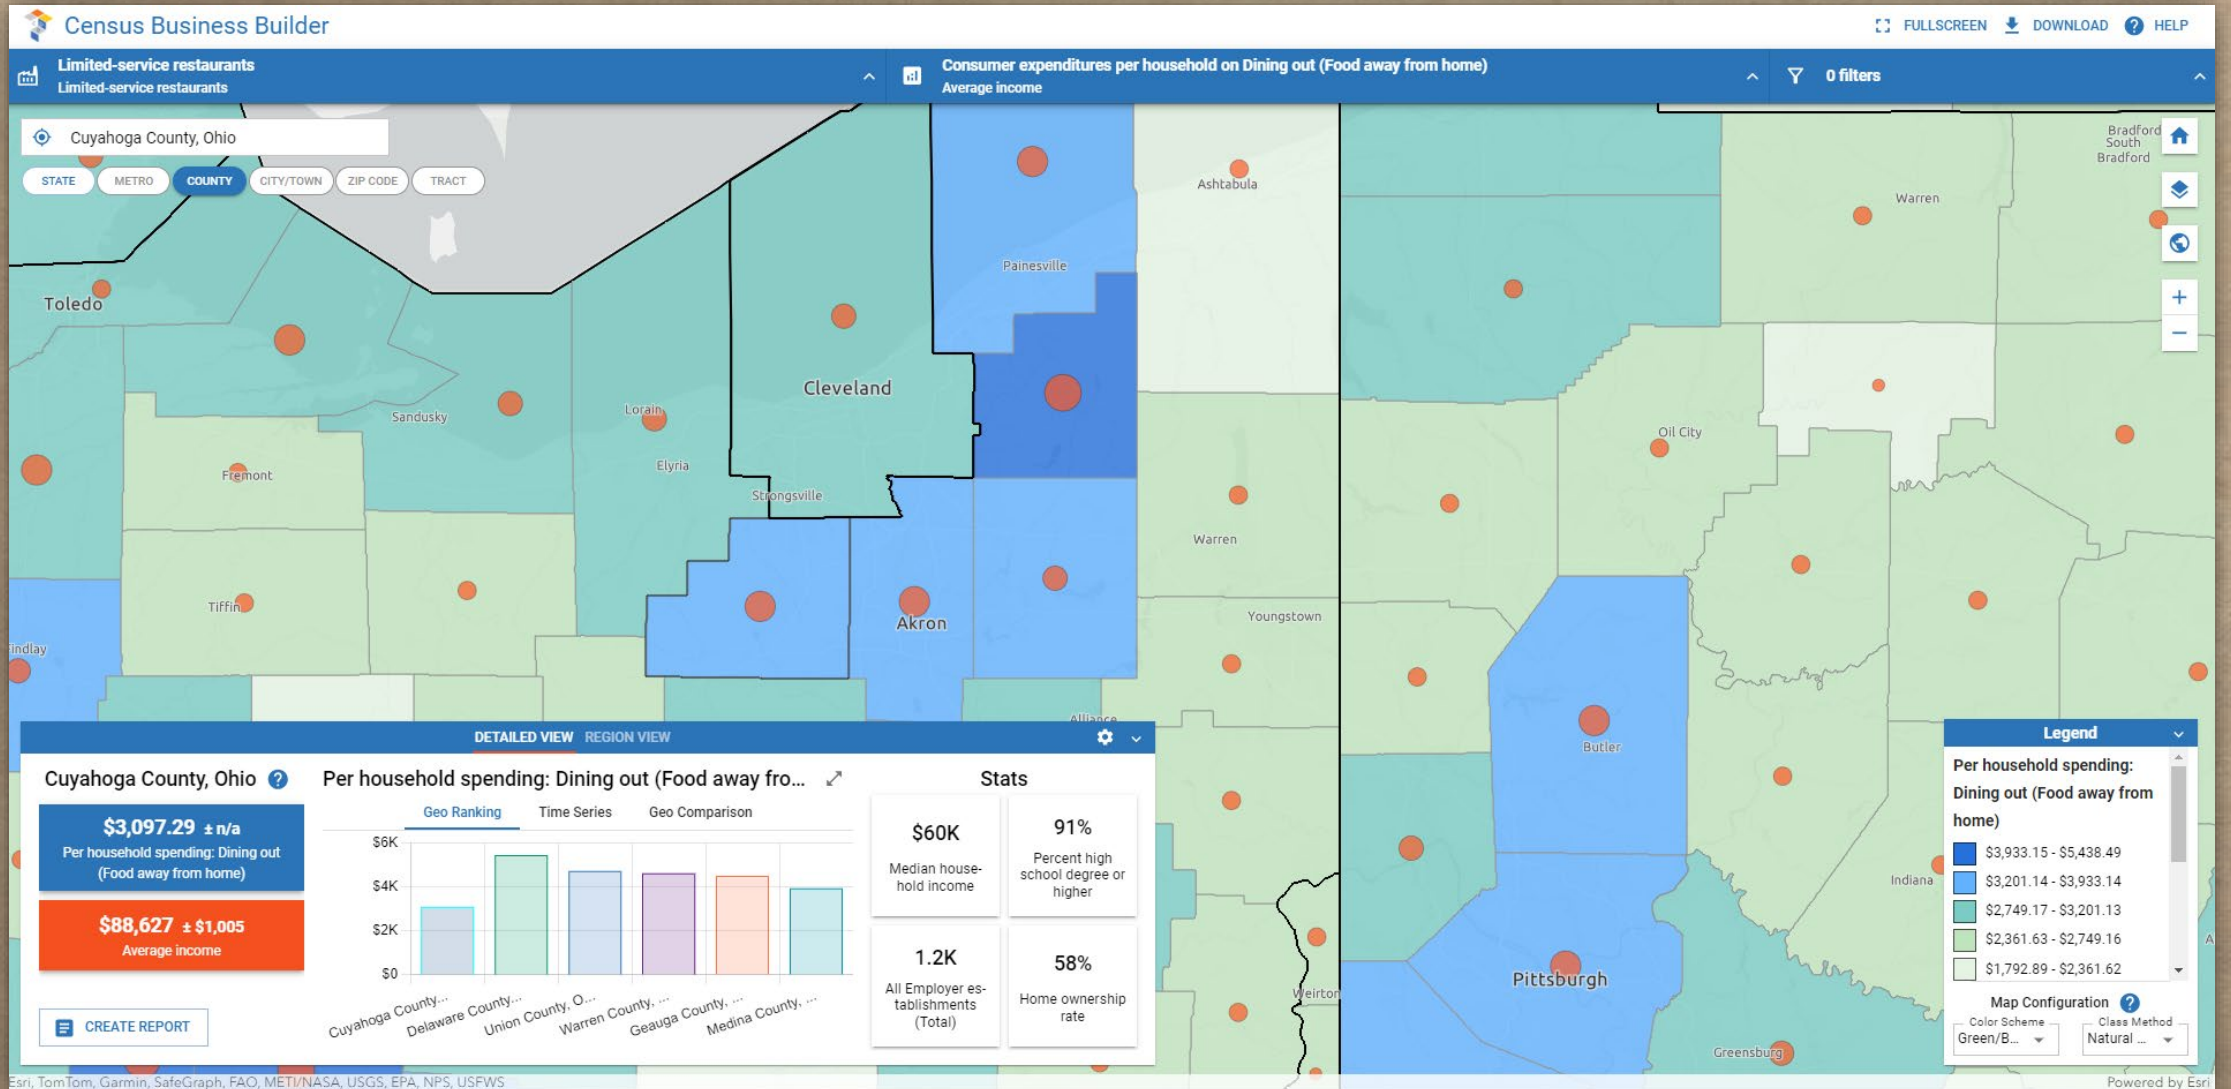 Census Business Builder
FULLSCREEN
DOWNLOAD
HELP
Limited-service restaurants
Limited-service restaurants
Consumer expenditures per household on Dining out (Food away from home)
Average income
0 filters
Cuyahoga County, Ohio
STATE
METRO
COUNTY
CITY/TOWN
ZIP CODE
TRACT
Bradford
South
Bradford
Ashtabula
Warren
Painesville
Toledo
Cleveland
Sandusky
Lorain
Oil City
Elyria
Fremont
Strongsville
Warren
Tiffin
Youngstown
Akron
indlay
Alliance
Butler
Indiana
Pittsburgh
Weirton
Greensburg
A
DETAILED VIEW
REGION VIEW
Cuyahoga County, Ohio
$3,097.29 ± n/a
Per household spending: Dining out
(Food away from home)
$88,627 ± $1,005
Average income
CREATE REPORT
Per household spending: Dining out (Food away fro...
Geo Ranking
Time Series
Geo Comparison
$6K
$4K
$2K
$0
Cuyahoga County...
Delaware County...
Union County, O...
Warren County, ...
Geauga County, ...
Medina County, ...
Stats
$60K
Median house-
hold income
91%
Percent high
school degree or
higher
1.2K
All Employer es-
tablishments
(Total)
58%
Home ownership
rate
Legend
Per household spending:
Dining out (Food away from
home)
$3,933.15 - $5,438.49
$3,201.14 - $3,933.14
$2,749.17 - $3,201.13
$2,361.63 - $2,749.16
$1,792.89 - $2,361.62
Map Configuration
Color Scheme
Green/B...
Class Method
Natural ...
Esri, TomTom, Garmin, SafeGraph, FAO, METI/NASA, USGS, EPA, NPS, USFWS
Powered by Esri